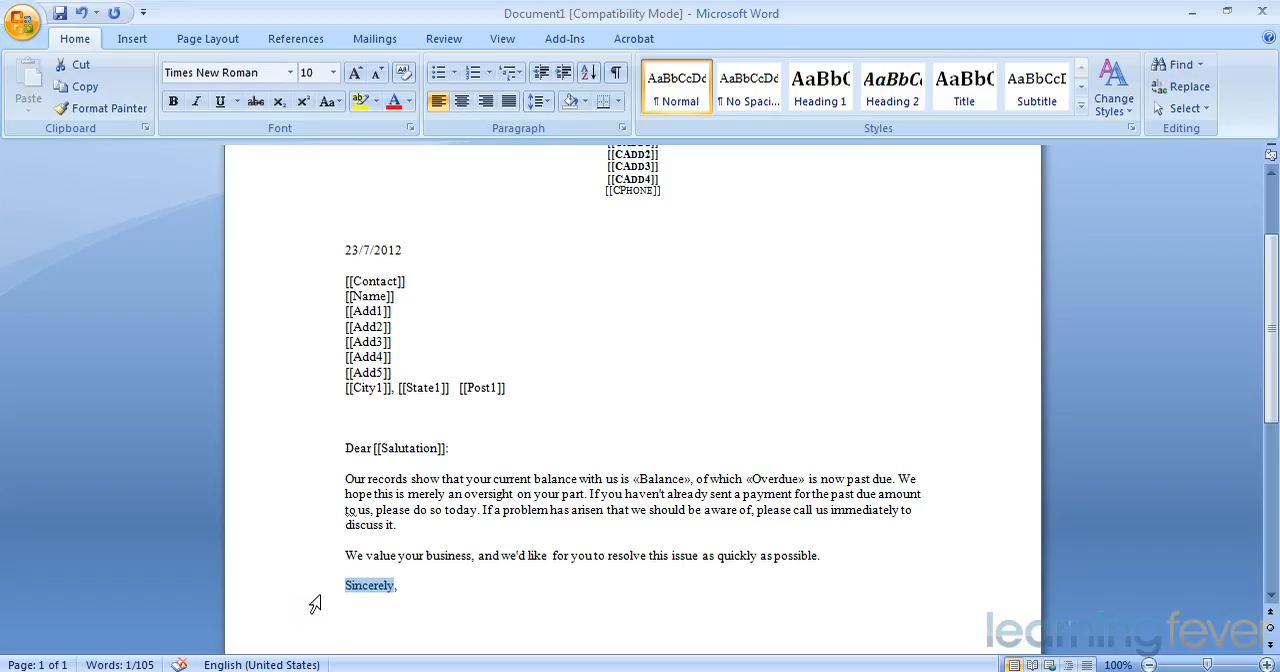 Document1 [Compatibility Mode] - Microsoft Word
Home Insert Page Layout References Mailings Review View Add-Ins Acrobat
Paste
Cut
Copy
Format Painter
Clipboard
Times New Roman 10
B I U abc X₂ X² Aa A
Font
Paragraph
AaBbCcDd AaBbCcDd AaBbC AaBbC AaBbC AaBbCcI
¶ Normal ¶ No Spaci... Heading 1 Heading 2 Title Subtitle
Change Styles
Styles
Find
Replace
Select
Editing
[[CADD2]]
[[CADD3]]
[[CADD4]]
[[CPHONE]]
23/7/2012
[[Contact]]
[[Name]]
[[Add1]]
[[Add2]]
[[Add3]]
[[Add4]]
[[Add5]]
[[City1]], [[State1]] [[Post1]]
Dear [[Salutation]]:
Our records show that your current balance with us is «Balance», of which «Overdue» is now past due. We
hope this is merely an oversight on your part. If you haven't already sent a payment for the past due amount
to us, please do so today. If a problem has arisen that we should be aware of, please call us immediately to
discuss it.
We value your business, and we'd like for you to resolve this issue as quickly as possible.
Sincerely,
learningfever
Page: 1 of 1 Words: 1/105 English (United States) 100%